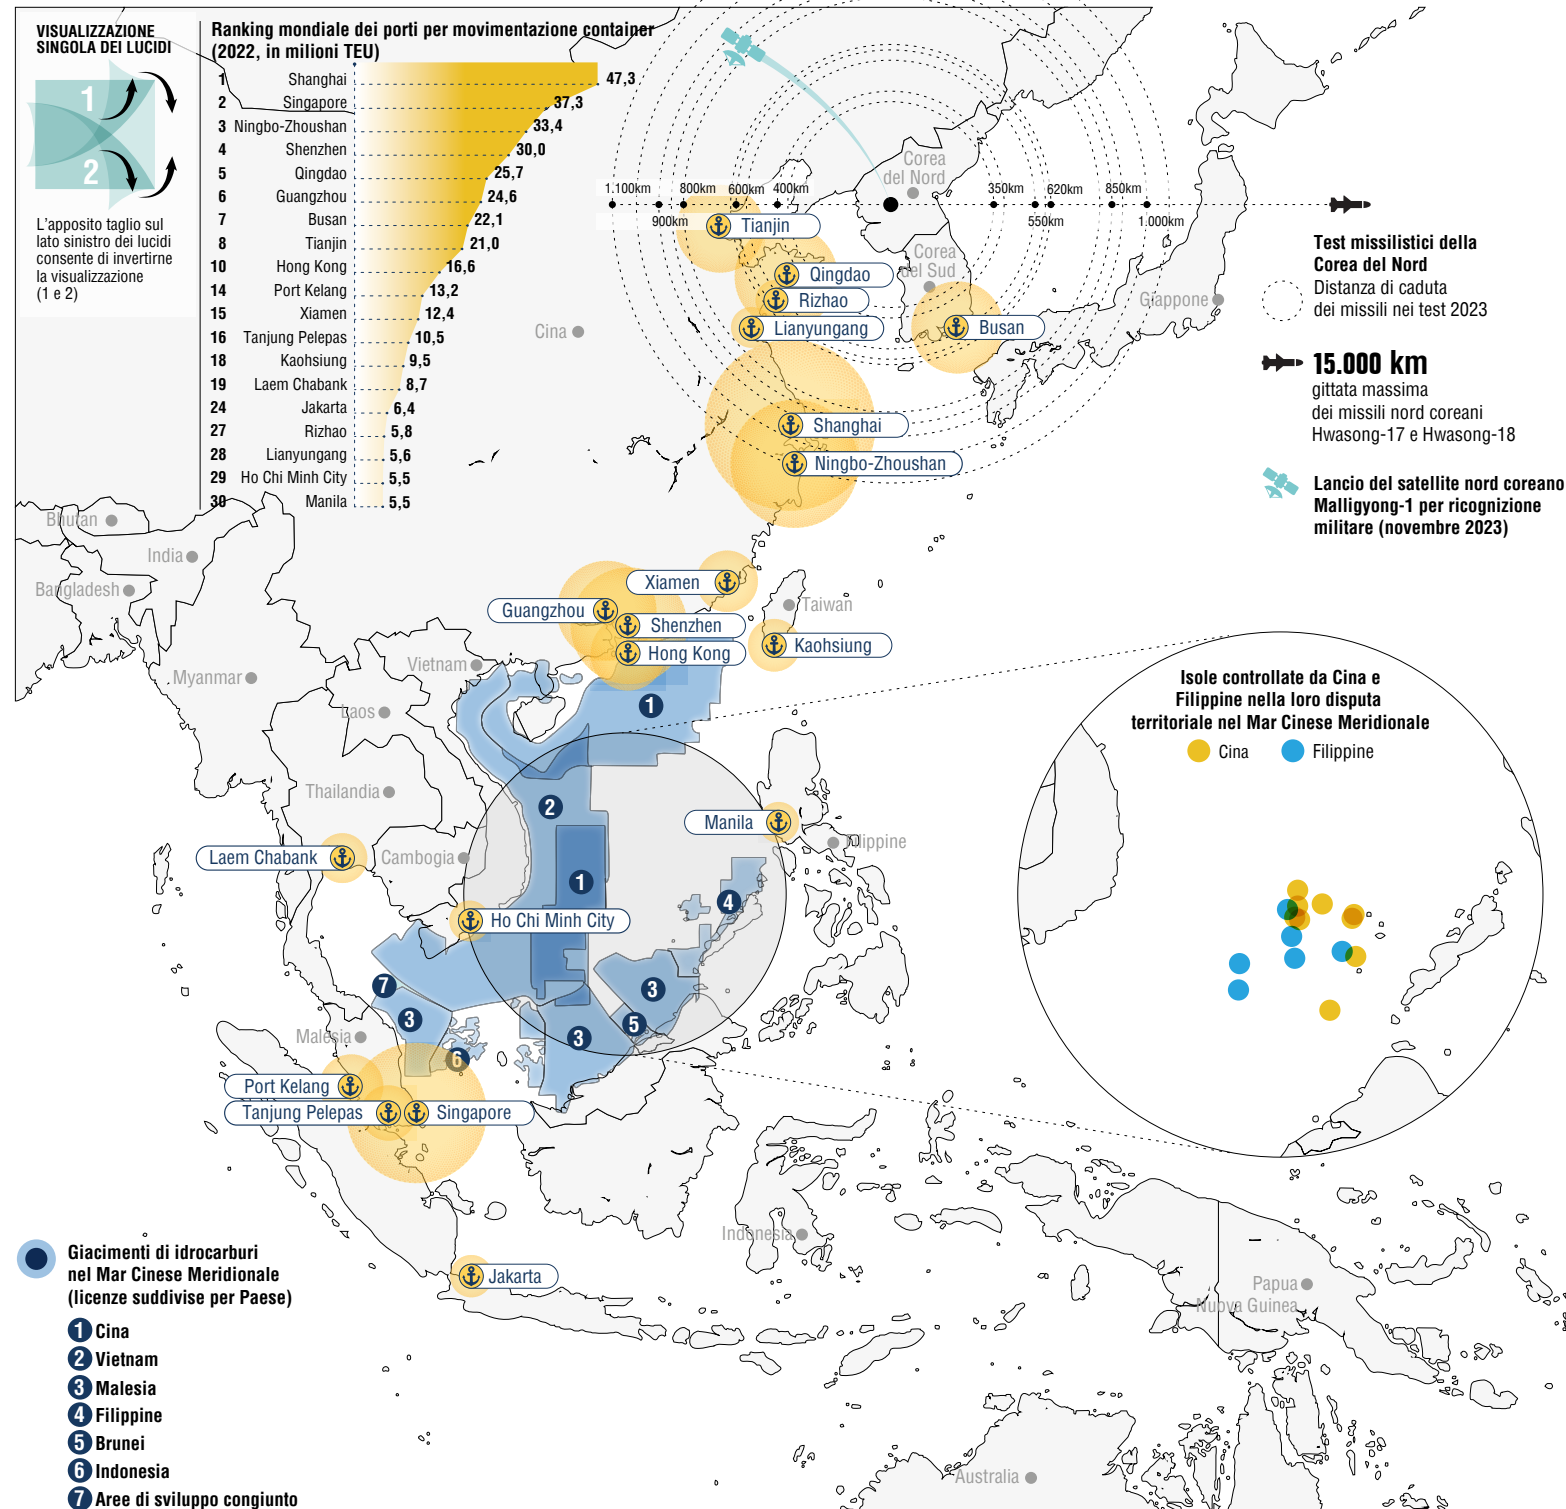 VISUALIZZAZIONE
SINGOLA DEI LUCIDI
1
2
L'apposito taglio sul
lato sinistro dei lucidi
consente di invertirne
la visualizzazione
(1 e 2)
Ranking mondiale dei porti per movimentazione container
(2022, in milioni TEU)
1 Shanghai 47,3
2 Singapore 37,3
3 Ningbo-Zhoushan 33,4
4 Shenzhen 30,0
5 Qingdao 25,7
6 Guangzhou 24,6
7 Busan 22,1
8 Tianjin 21,0
10 Hong Kong 16,6
14 Port Kelang 13,2
15 Xiamen 12,4
16 Tanjung Pelepas 10,5
18 Kaohsiung 9,5
19 Laem Chabank 8,7
24 Jakarta 6,4
27 Rizhao 5,8
28 Lianyungang 5,6
29 Ho Chi Minh City 5,5
30 Manila 5,5
Corea
del Nord
1.100km 800km 600km 400km 350km 620km 850km
900km 550km 1.000km
Tianjin
Corea
del Sud
Qingdao
Rizhao
Lianyungang
Busan
Giappone
Cina
Shanghai
Ningbo-Zhoushan
Test missilistici della
Corea del Nord
Distanza di caduta
dei missili nei test 2023
15.000 km
gittata massima
dei missili nord coreani
Hwasong-17 e Hwasong-18
Lancio del satellite nord coreano
Malligyong-1 per ricognizione
militare (novembre 2023)
Bhutan
India
Bangladesh
Myanmar
Vietnam
Laos
Thailandia
Cambogia
Xiamen
Guangzhou
Shenzhen
Hong Kong
Taiwan
Kaohsiung
1
2
1
Manila
Filippine
4
Laem Chabank
Ho Chi Minh City
7
3
3
5
3
6
Malesia
Port Kelang
Tanjung Pelepas
Singapore
Isole controllate da Cina e
Filippine nella loro disputa
territoriale nel Mar Cinese Meridionale
Cina Filippine
Indonesia
Jakarta
Papua
Nuova Guinea
Australia
Giacimenti di idrocarburi
nel Mar Cinese Meridionale
(licenze suddivise per Paese)
1 Cina
2 Vietnam
3 Malesia
4 Filippine
5 Brunei
6 Indonesia
7 Aree di sviluppo congiunto